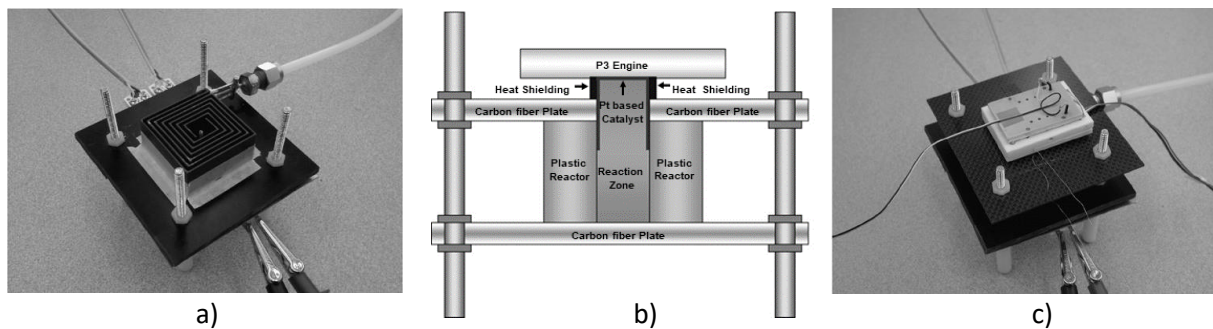 P3 Engine
Heat Shielding
Heat Shielding
Pt based
Catalyst
Carbon fiber Plate
Carbon fiber Plate
Plastic
Reactor
Reaction
Zone
Plastic
Reactor
Carbon fiber Plate
a)
b)
c)